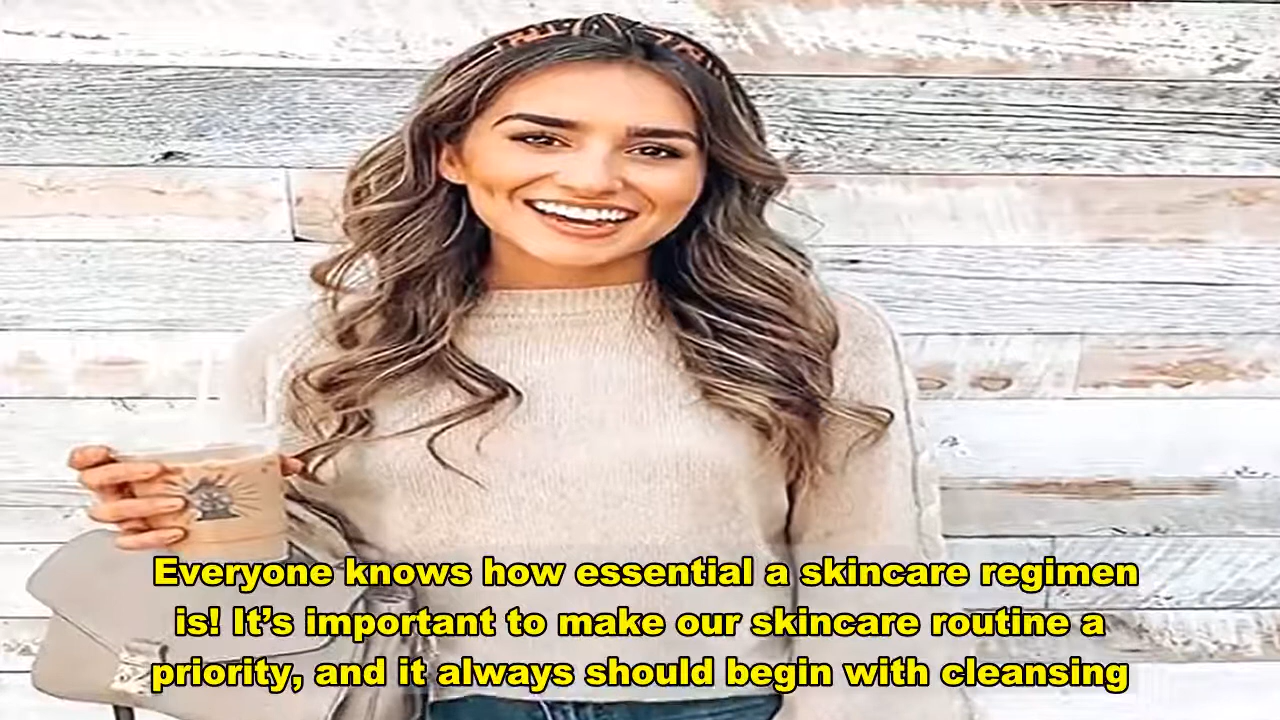 Everyone knows how essential a skincare regimen
is! It’s important to make our skincare routine a
priority, and it always should begin with cleansing